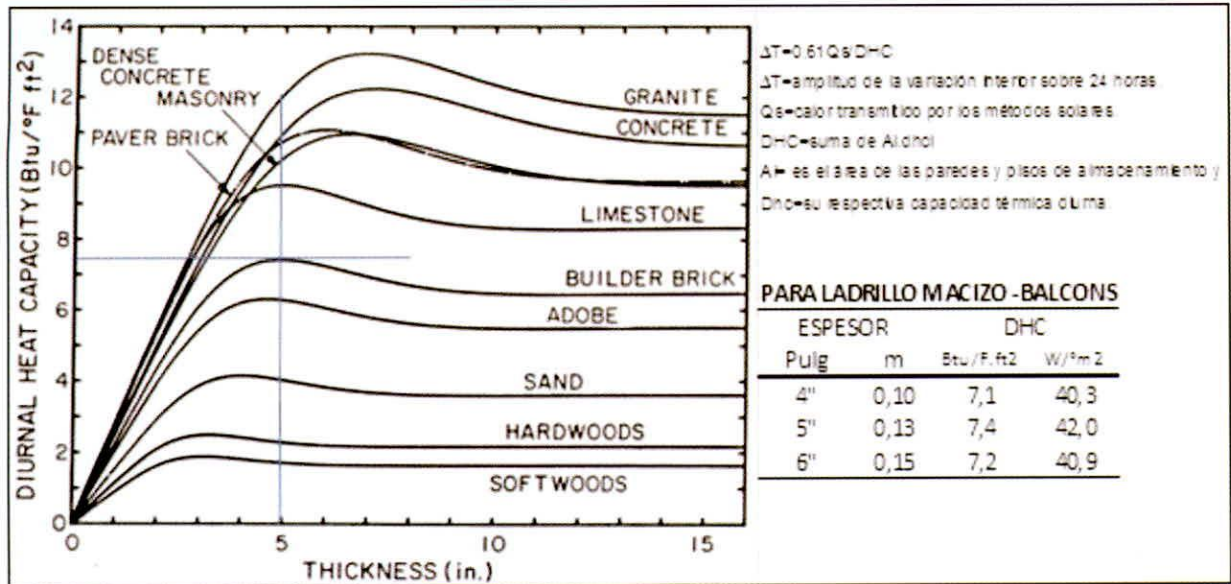 DIURNAL HEAT CAPACITY (Btu/°F ft²)
14
12
10
8
6
4
2
0
DENSE
CONCRETE
MASONRY
PAVER BRICK
GRANITE
CONCRETE
LIMESTONE
BUILDER BRICK
ADOBE
SAND
HARDWOODS
SOFTWOODS
0 5 10 15
THICKNESS (in.)
ΔT=0.61Qs/DHC
ΔT=amplitud de la variación interior sobre 24 horas.
Qs=calor transmitido por los métodos solares.
DHC=suma de Ai.dhci
Ai= es el área de las paredes y pisos de almacenamiento y
Dhc=su respectiva capacidad térmica diurna.
PARA LADRILLO MACIZO - BALCONS
ESPESOR DHC
Pulg m Btu/F.ft2 W/°m2
4" 0,10 7,1 40,3
5" 0,13 7,4 42,0
6" 0,15 7,2 40,9